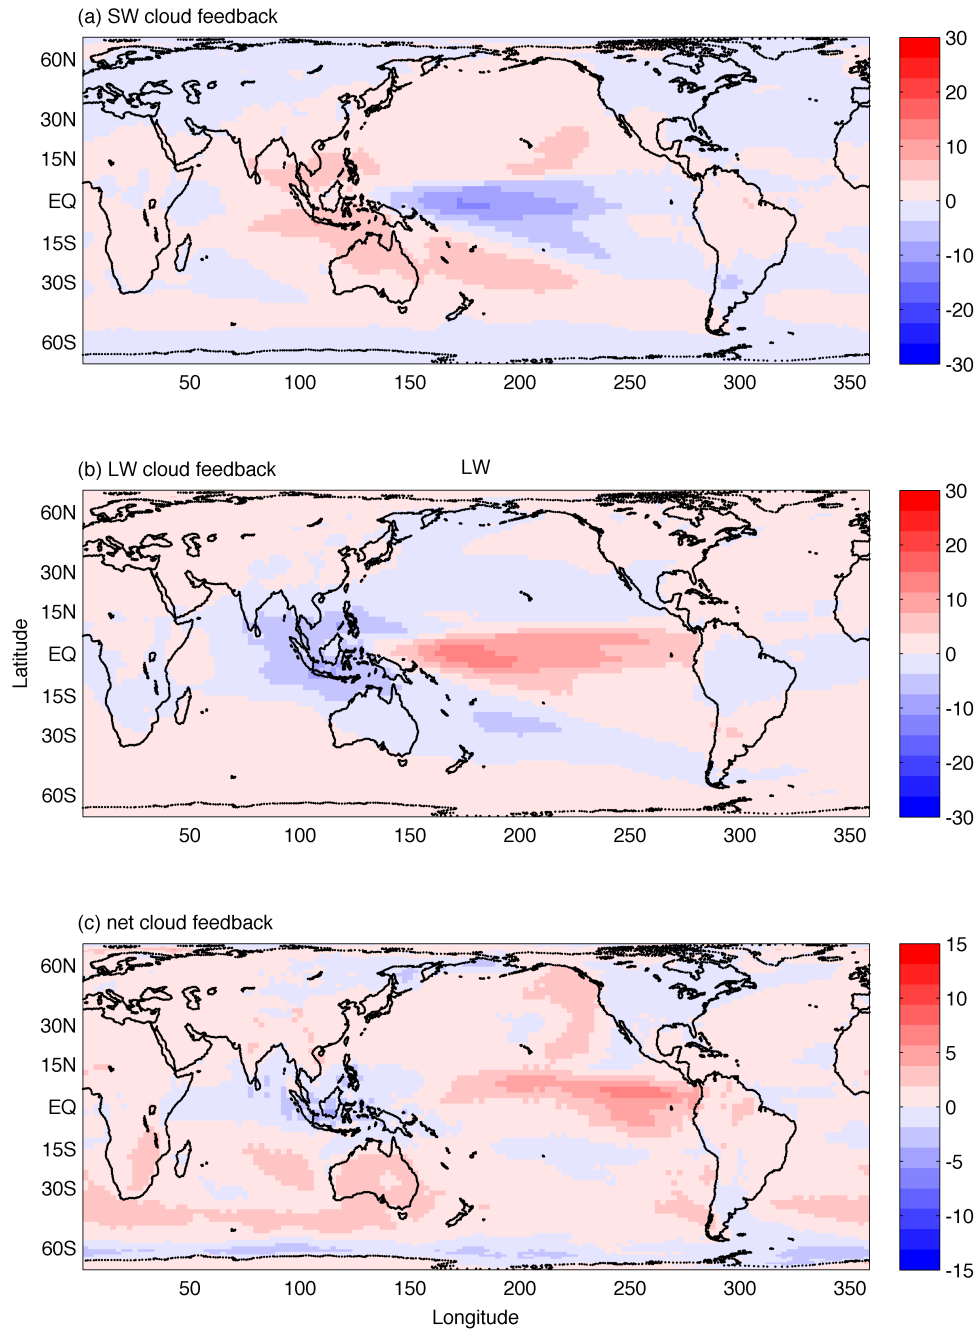 (a) SW cloud feedback
60N
30N
15N
EQ
15S
30S
60S
50 100 150 200 250 300 350
30
20
10
0
-10
-20
-30
(b) LW cloud feedback LW
60N
30N
15N
EQ
15S
30S
60S
Latitude
50 100 150 200 250 300 350
30
20
10
0
-10
-20
-30
(c) net cloud feedback
60N
30N
15N
EQ
15S
30S
60S
50 100 150 200 250 300 350
Longitude
15
10
5
0
-5
-10
-15